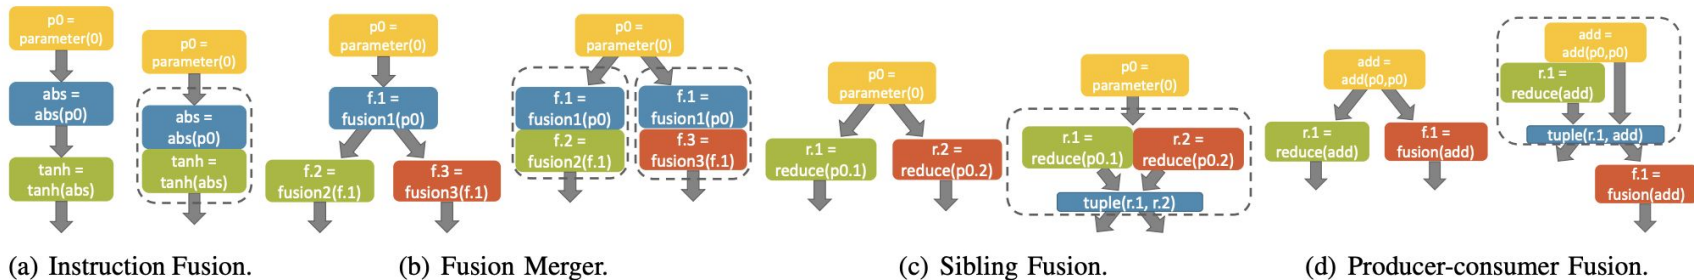 p0 =
parameter(0)
abs =
abs(p0)
tanh =
tanh(abs)
p0 =
parameter(0)
abs =
abs(p0)
tanh =
tanh(abs)
(a) Instruction Fusion.
p0 =
parameter(0)
f.1 =
fusion1(p0)
f.2 =
fusion2(f.1)
f.3 =
fusion3(f.1)
p0 =
parameter(0)
f.1 =
fusion1(p0)
f.2 =
fusion2(f.1)
f.1 =
fusion1(p0)
f.3 =
fusion3(f.1)
(b) Fusion Merger.
p0 =
parameter(0)
r.1 =
reduce(p0.1)
r.2 =
reduce(p0.2)
p0 =
parameter(0)
r.1 =
reduce(p0.1)
r.2 =
reduce(p0.2)
tuple(r.1, r.2)
(c) Sibling Fusion.
add =
add(p0,p0)
r.1 =
reduce(add)
f.1 =
fusion(add)
add =
add(p0,p0)
r.1 =
reduce(add)
tuple(r.1, add)
f.1 =
fusion(add)
(d) Producer-consumer Fusion.